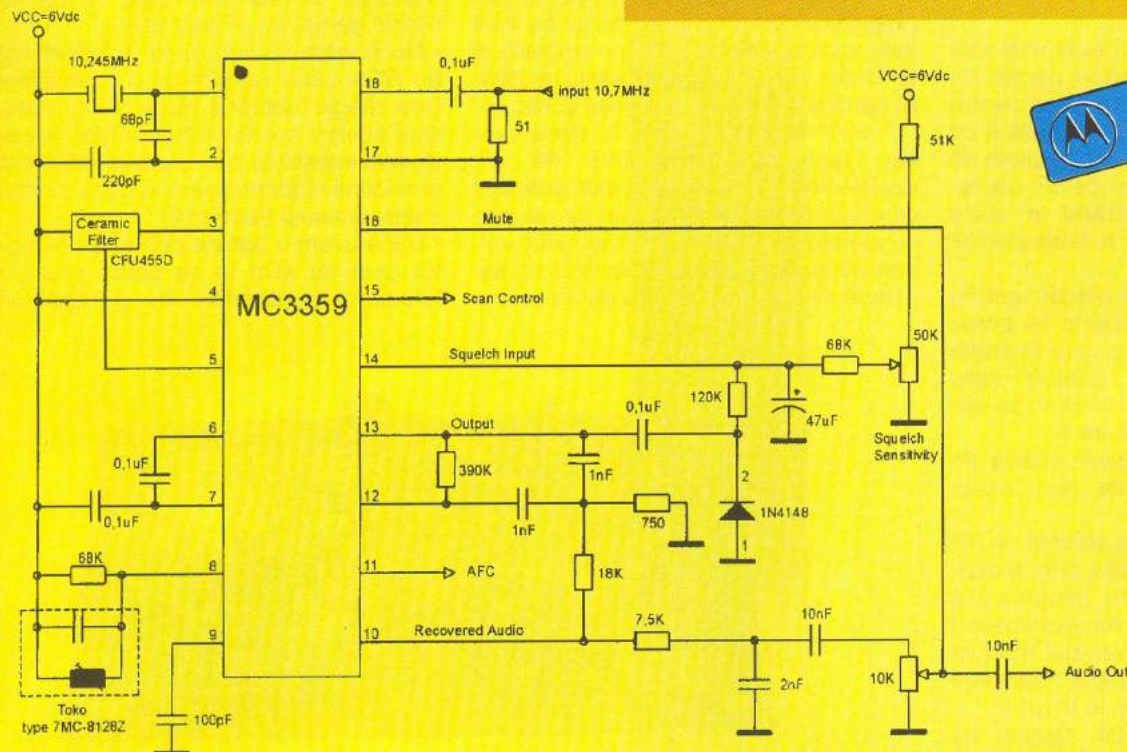 VCC=6Vdc
10,245MHz
68pF
220pF
Ceramic
Filter
CFU455D
0,1uF
0,1uF
68K
Toko
type 7MC-8128Z
100pF
1
2
3
4
5
6
7
8
9
MC3359
18
17
16
15
14
13
12
11
10
0,1uF
input 10,7MHz
51
Mute
Scan Control
Squelch Input
Output
390K
1nF
1nF
0,1uF
120K
47uF
68K
VCC=6Vdc
51K
50K
Squelch
Sensitivity
2
1N4148
1
750
18K
AFC
Recovered Audio
7,5K
2nF
10nF
10K
10nF
Audio Out